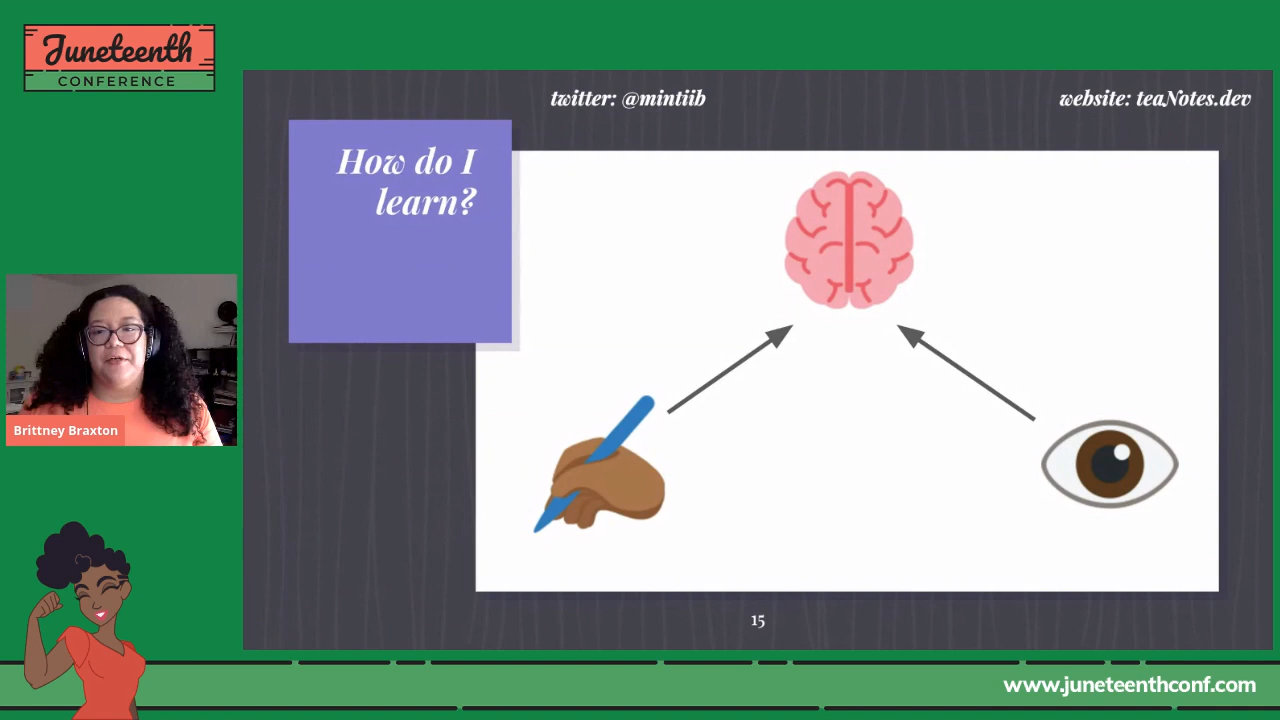 Juneteenth
CONFERENCE
twitter: @mintiib
website: teaNotes.dev
How do I
learn?
Brittney Braxton
15
www.juneteenthconf.com